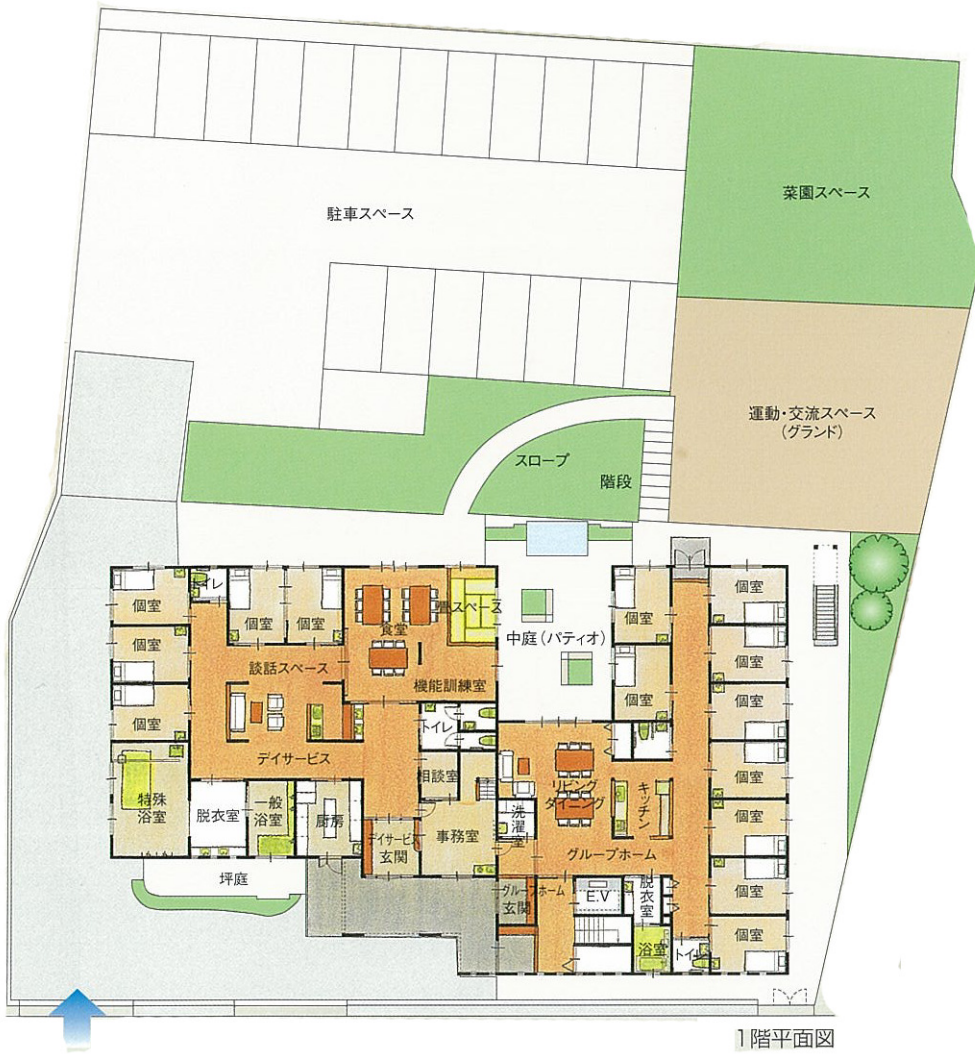 菜園スペース
駐車スペース
運動・交流スペース
(グランド)
スロープ
階段
個室
トイレ
個室
個室
食堂
畳スペース
個室
個室
個室
談話スペース
中庭(パティオ)
個室
個室
機能訓練室
個室
個室
トイレ
デイサービス
相談室
リビング
ダイニング
キッチン
個室
特殊
浴室
脱衣室
一般
浴室
厨房
デイサービス
玄関
事務室
洗濯室
グループホーム
個室
坪庭
グループホーム
玄関
E.V
脱衣室
個室
浴室
トイレ
個室
1階平面図